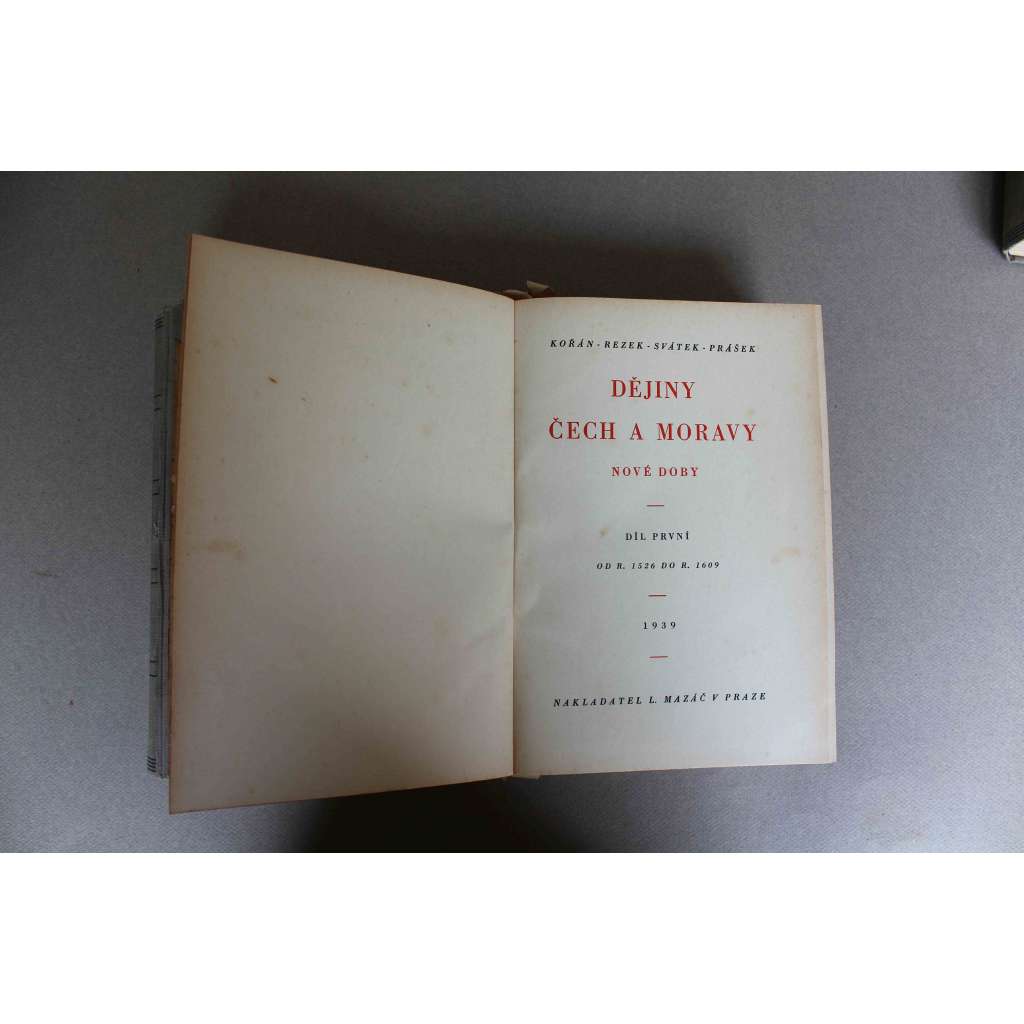 KOŘÁN - REZEK - SVÁTEK - PRÁŠEK
DĚJINY
ČECH A MORAVY
NOVÉ DOBY
DÍL PRVNÍ
OD R. 1526 DO R. 1609
1939
NAKLADATEL L. MAZÁČ V PRAZE